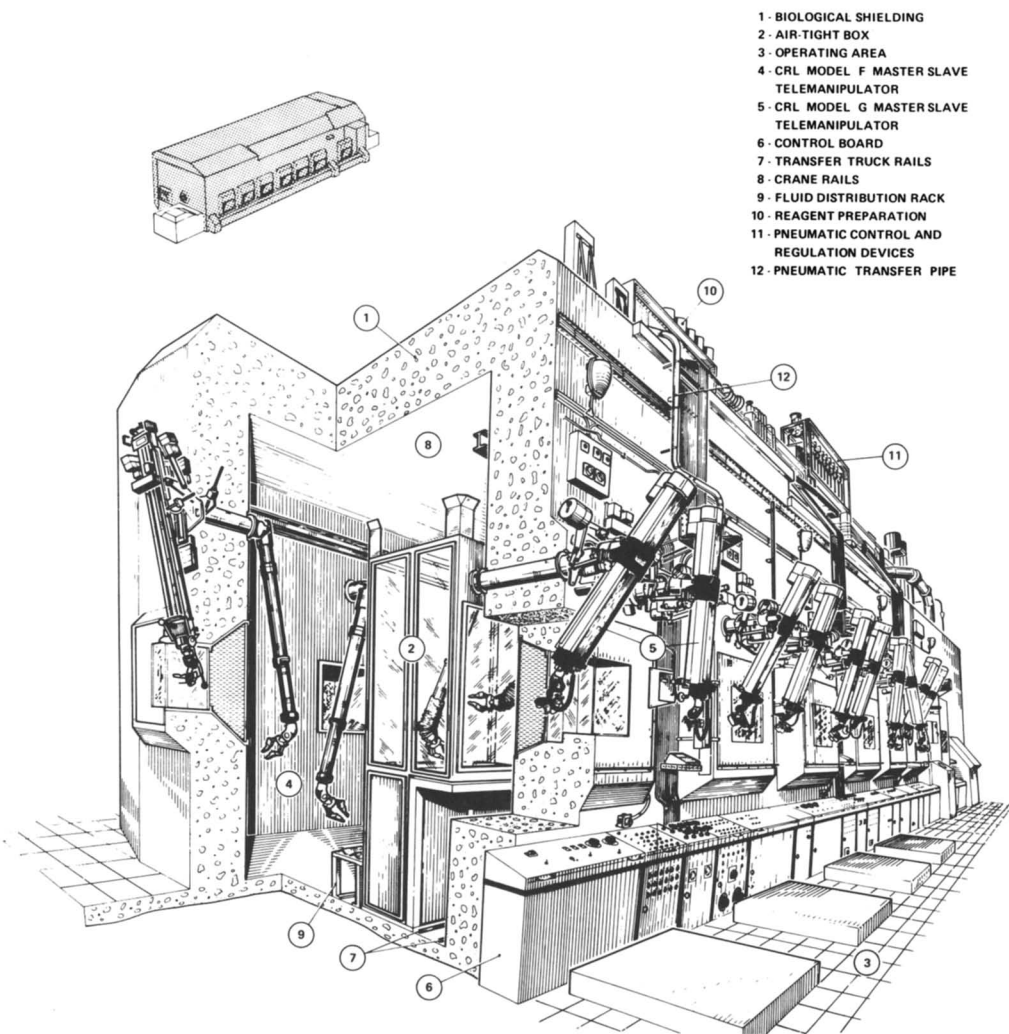 1 - BIOLOGICAL SHIELDING
2 - AIR-TIGHT BOX
3 - OPERATING AREA
4 - CRL MODEL F MASTER SLAVE
TELEMANIPULATOR
5 - CRL MODEL G MASTER SLAVE
TELEMANIPULATOR
6 - CONTROL BOARD
7 - TRANSFER TRUCK RAILS
8 - CRANE RAILS
9 - FLUID DISTRIBUTION RACK
10 - REAGENT PREPARATION
11 - PNEUMATIC CONTROL AND
REGULATION DEVICES
12 - PNEUMATIC TRANSFER PIPE
10
1
12
8
11
2
5
4
9
7
6
3